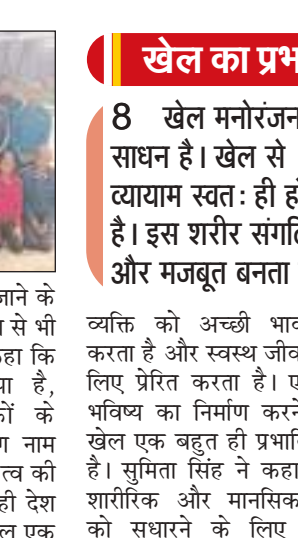 खेल का प्रभ
8 खेल मनोरंजन
साधन है। खेल से
व्यायाम स्वतः ही हो
है। इस शरीर संगठि
और मजबूत बनता
जाने के
से भी
कहा कि
है,
के
नाम
की
ही देश
एक
व्यक्ति को अच्छी
करता है और स्वस्थ
लिए प्रेरित करता है।
भविष्य का निर्माण करने
खेल एक बहुत ही
है। सुमिता सिंह ने कहा
शारीरिक और मानसिक
को सुधारने के लिए